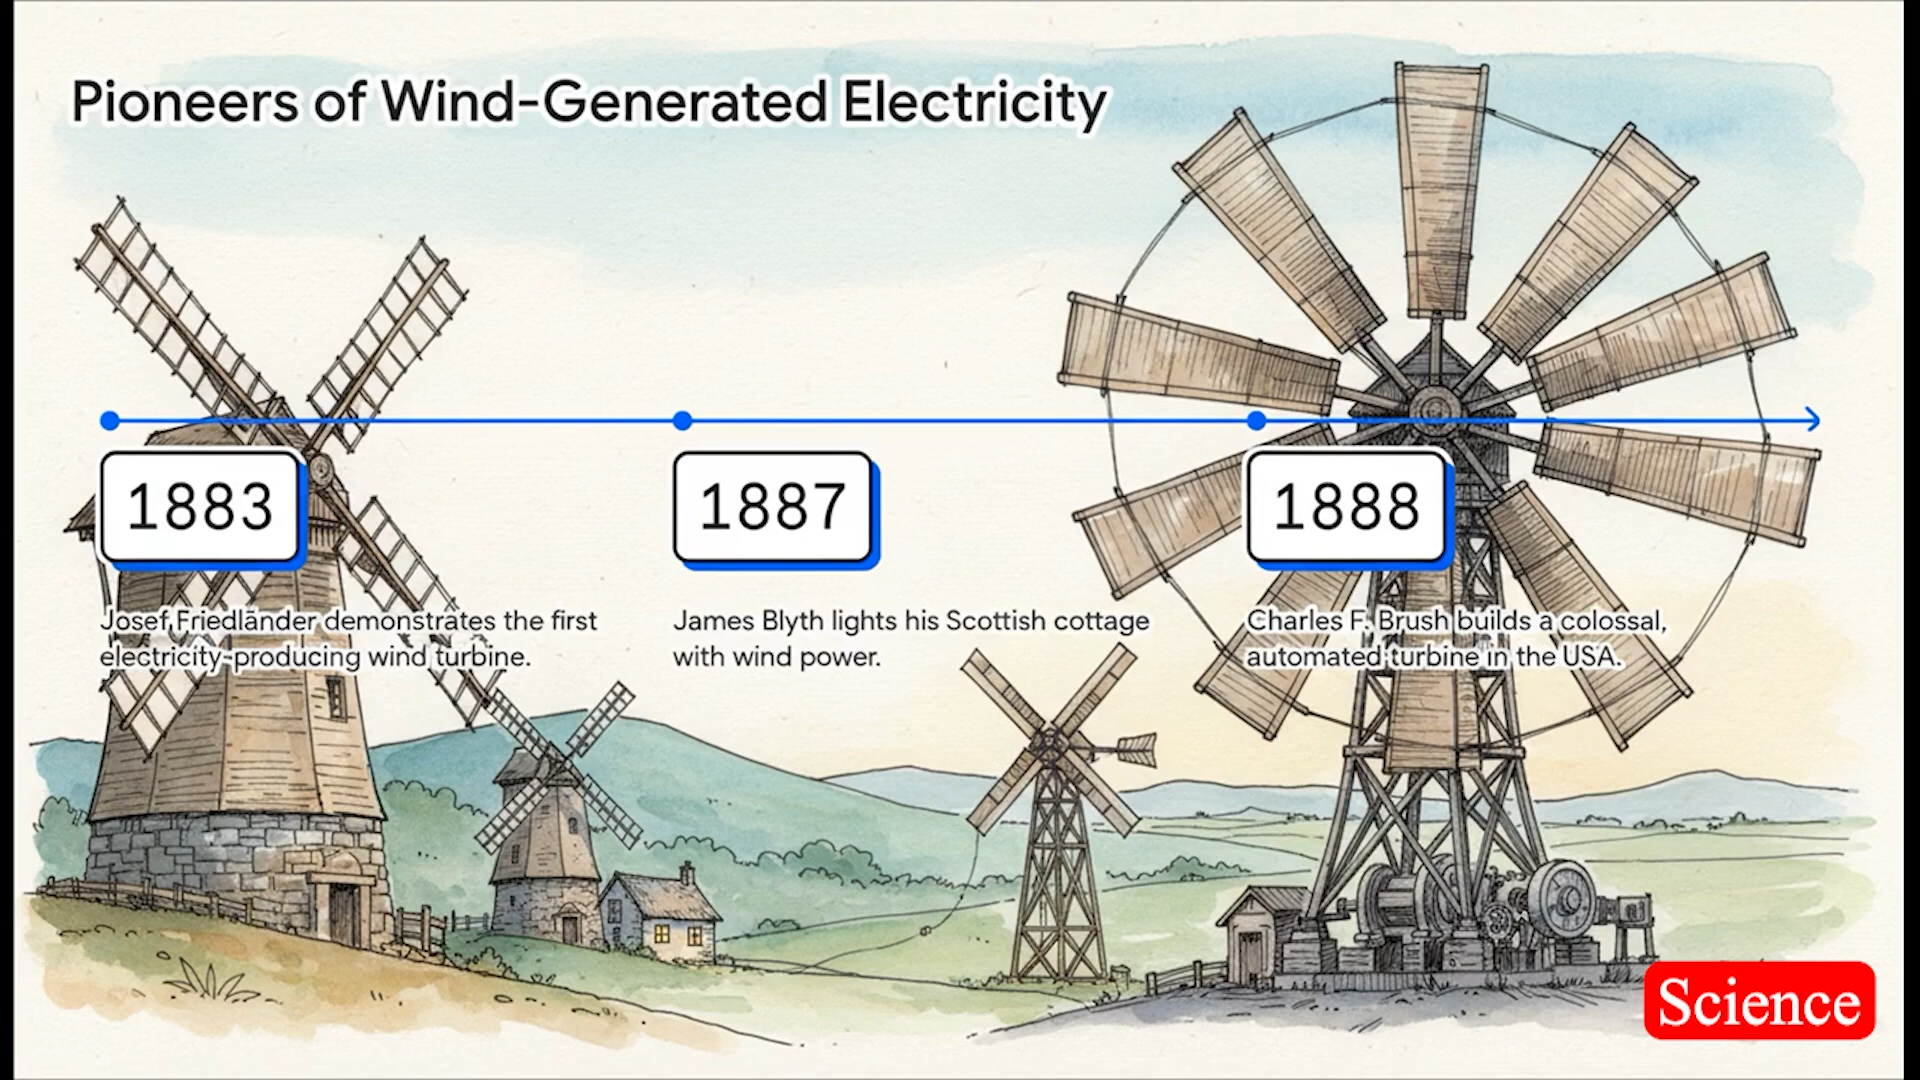 Pioneers of Wind-Generated Electricity
1883
Josef Friedländer demonstrates the first
electricity-producing wind turbine.
1887
James Blyth lights his Scottish cottage
with wind power.
1888
Charles F. Brush builds a colossal,
automated turbine in the USA.
Science